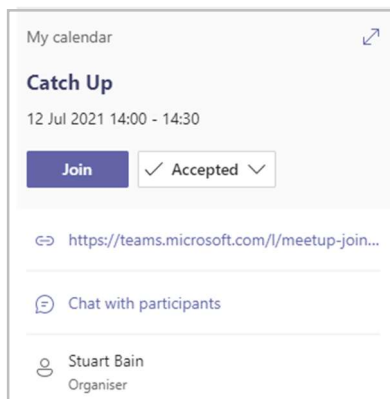 My calendar
Catch Up
12 Jul 2021 14:00 - 14:30
Join
Accepted
https://teams.microsoft.com/l/meetup-join...
Chat with participants
Stuart Bain
Organiser